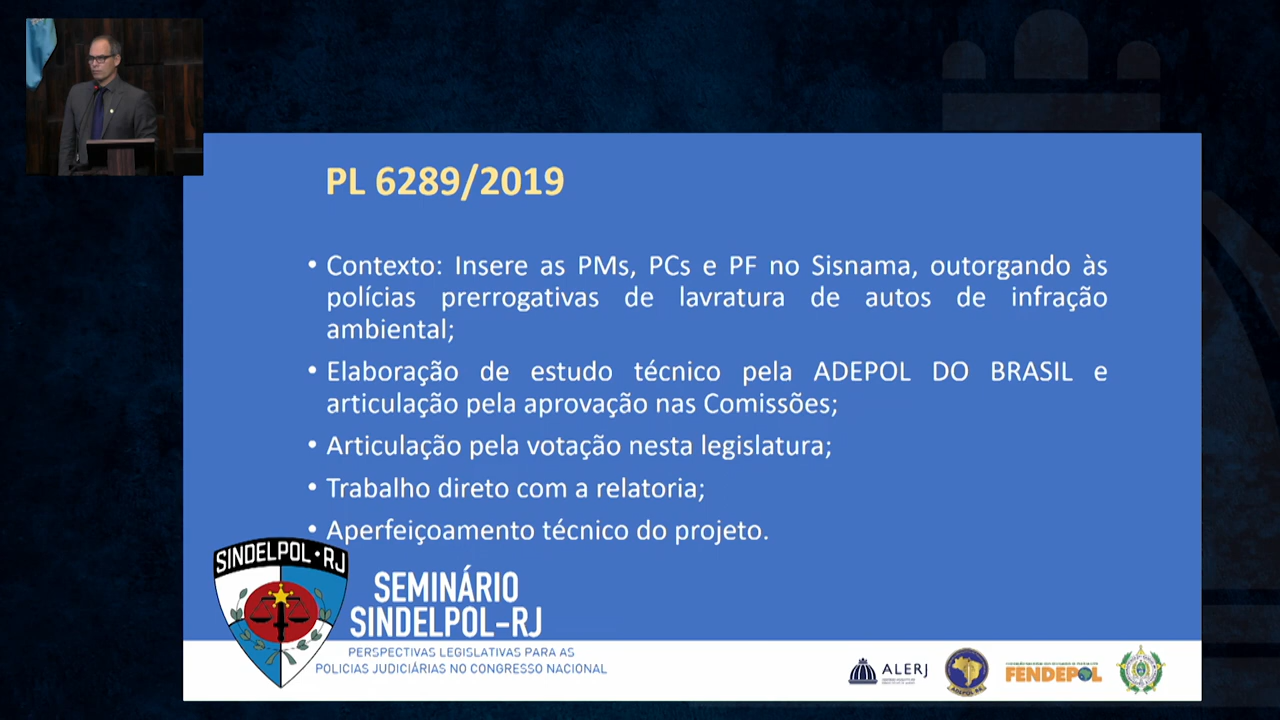 PL 6289/2019
• Contexto: Insere as PMs, PCs e PF no Sisnama, outorgando às
polícias prerrogativas de lavratura de autos de infração
ambiental;
• Elaboração de estudo técnico pela ADEPOL DO BRASIL e
articulação pela aprovação nas Comissões;
• Articulação pela votação nesta legislatura;
• Trabalho direto com a relatoria;
• Aperfeiçoamento técnico do projeto.
SINDELPOL • RJ
SEMINÁRIO
SINDELPOL-RJ
PERSPECTIVAS LEGISLATIVAS PARA AS
POLICIAS JUDICIÁRIAS NO CONGRESSO NACIONAL
ALERJ
FENDEPOL